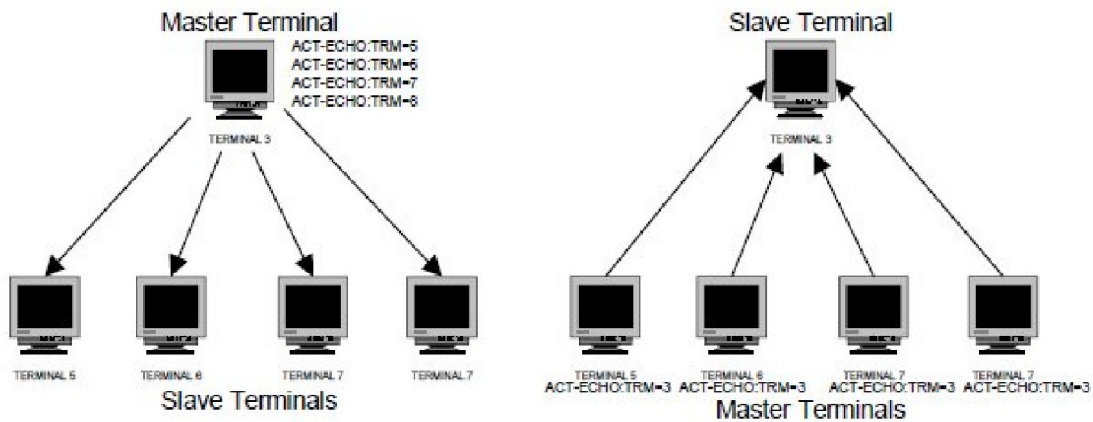 Master Terminal
ACT-ECHO:TRM=5
ACT-ECHO:TRM=6
ACT-ECHO:TRM=7
ACT-ECHO:TRM=8
TERMINAL 3
TERMINAL 5
TERMINAL 6
TERMINAL 7
TERMINAL 7
Slave Terminals
Slave Terminal
TERMINAL 3
TERMINAL 5
TERMINAL 6
TERMINAL 7
TERMINAL 7
ACT-ECHO:TRM=3
ACT-ECHO:TRM=3
ACT-ECHO:TRM=3
ACT-ECHO:TRM=3
Master Terminals